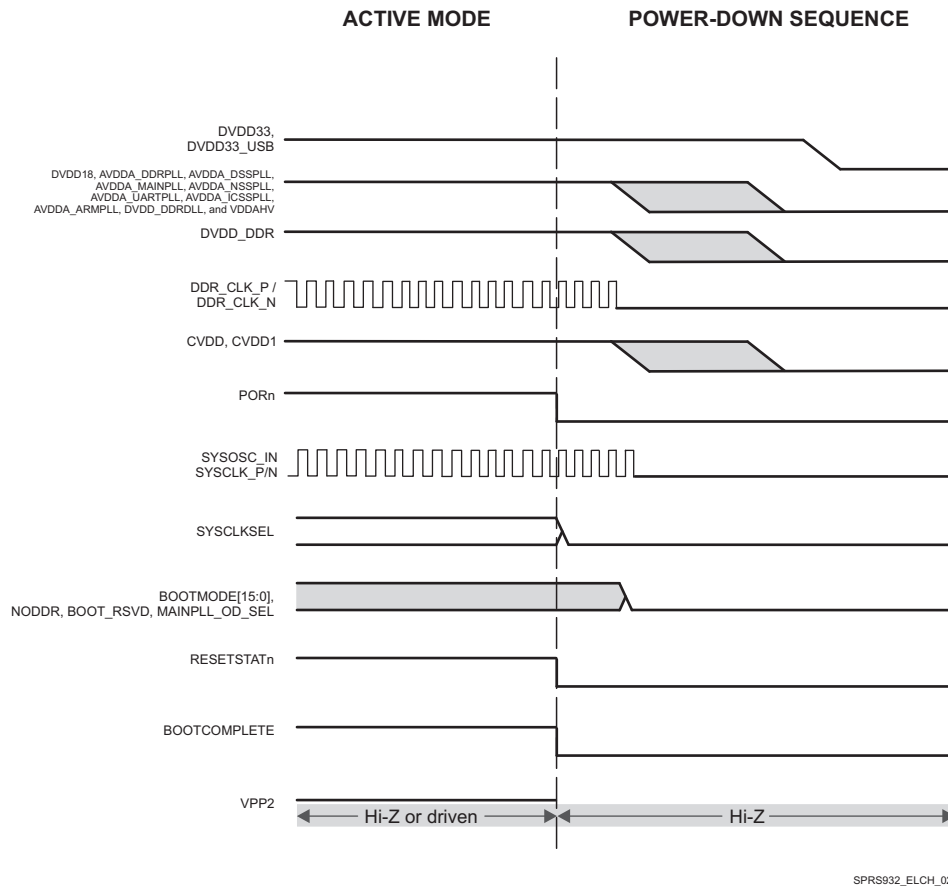 ACTIVE MODE
POWER-DOWN SEQUENCE
DVDD33,
DVDD33_USB
DVDD18, AVDDA_DDRPLL, AVDDA_DSSPLL,
AVDDA_MAINPLL, AVDDA_NSSPLL,
AVDDA_UARTPLL, AVDDA_ICSSPLL,
AVDDA_ARMPLL, DVDD_DDRDLL, and VDDAHV
DVDD_DDR
DDR_CLK_P /
DDR_CLK_N
CVDD, CVDD1
PORn
SYSOSC_IN
SYSCLK_P/N
SYSCLKSEL
BOOTMODE[15:0],
NODDR, BOOT_RSVD, MAINPLL_OD_SEL
RESETSTATn
BOOTCOMPLETE
VPP2
Hi-Z or driven
Hi-Z
SPRS932_ELCH_02